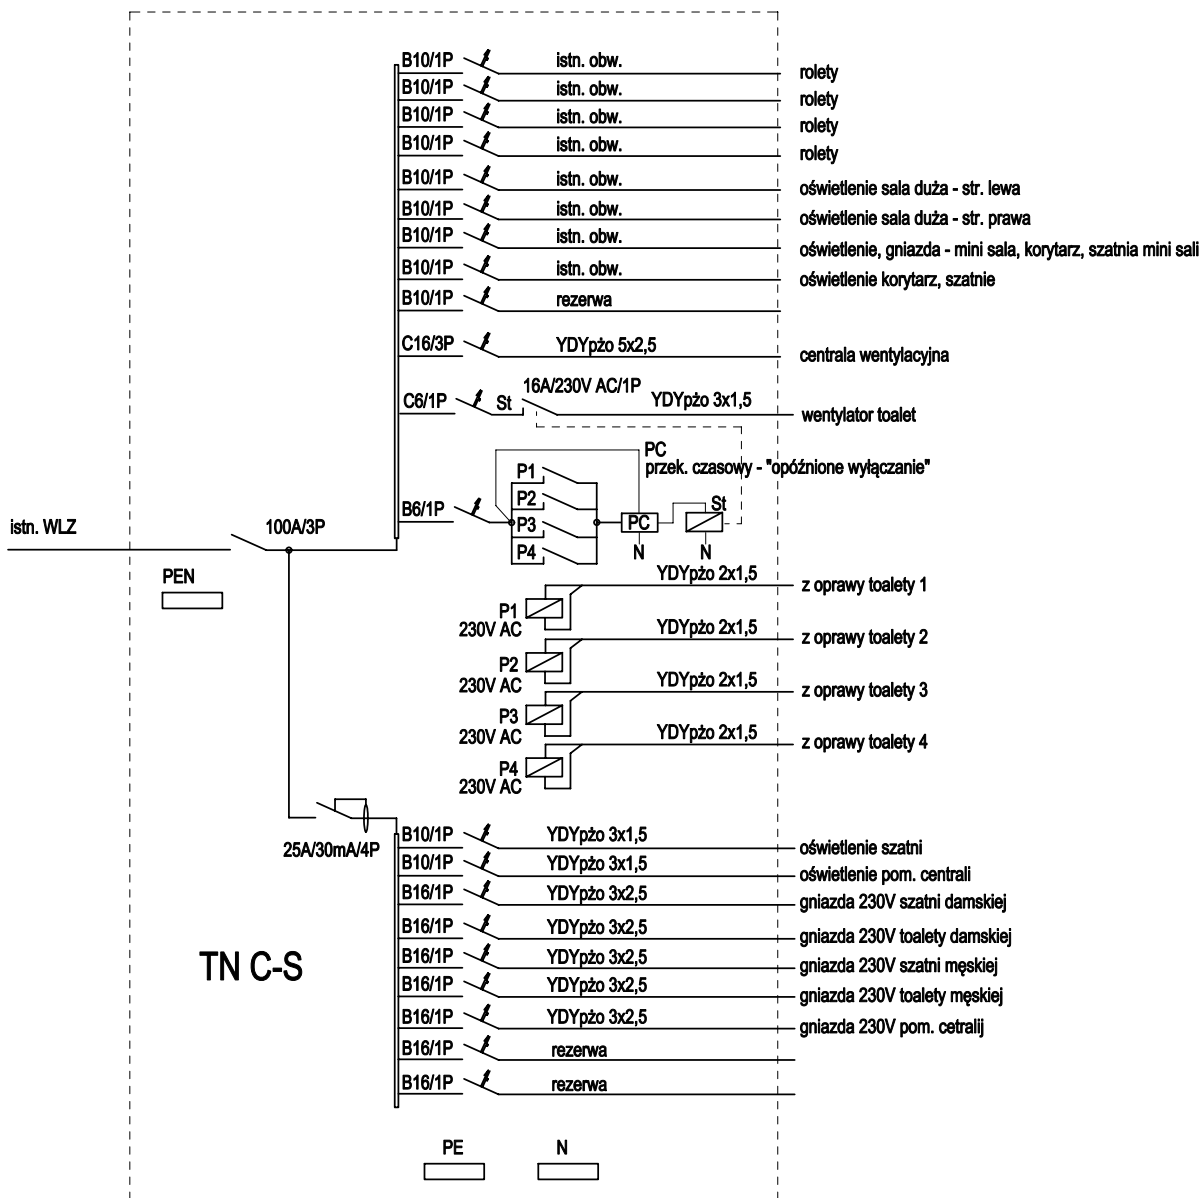 B10/1P istn. obw. rolety
B10/1P istn. obw. rolety
B10/1P istn. obw. rolety
B10/1P istn. obw. rolety
B10/1P istn. obw. oświetlenie sala duża - str. lewa
B10/1P istn. obw. oświetlenie sala duża - str. prawa
B10/1P istn. obw. oświetlenie, gniazda - mini sala, korytarz, szatnia mini sali
B10/1P istn. obw. oświetlenie korytarz, szatnie
B10/1P rezerwa
C16/3P YDYpżo 5x2,5 centrala wentylacyjna
16A/230V AC/1P
C6/1P St YDYpżo 3x1,5 wentylator toalet
PC
przek. czasowy - "opóźnione wyłączanie"
P1
P2
B6/1P St
P3 PC
P4 N N
istn. WLZ 100A/3P
PEN
YDYpżo 2x1,5 z oprawy toalety 1
P1
230V AC
YDYpżo 2x1,5 z oprawy toalety 2
P2
230V AC
YDYpżo 2x1,5 z oprawy toalety 3
P3
230V AC
YDYpżo 2x1,5 z oprawy toalety 4
P4
230V AC
25A/30mA/4P
B10/1P YDYpżo 3x1,5 oświetlenie szatni
B10/1P YDYpżo 3x1,5 oświetlenie pom. centrali
B16/1P YDYpżo 3x2,5 gniazda 230V szatni damskiej
B16/1P YDYpżo 3x2,5 gniazda 230V toalety damskiej
B16/1P YDYpżo 3x2,5 gniazda 230V szatni męskiej
B16/1P YDYpżo 3x2,5 gniazda 230V toalety męskiej
B16/1P YDYpżo 3x2,5 gniazda 230V pom. cetralij
B16/1P rezerwa
B16/1P rezerwa
TN C-S
PE N